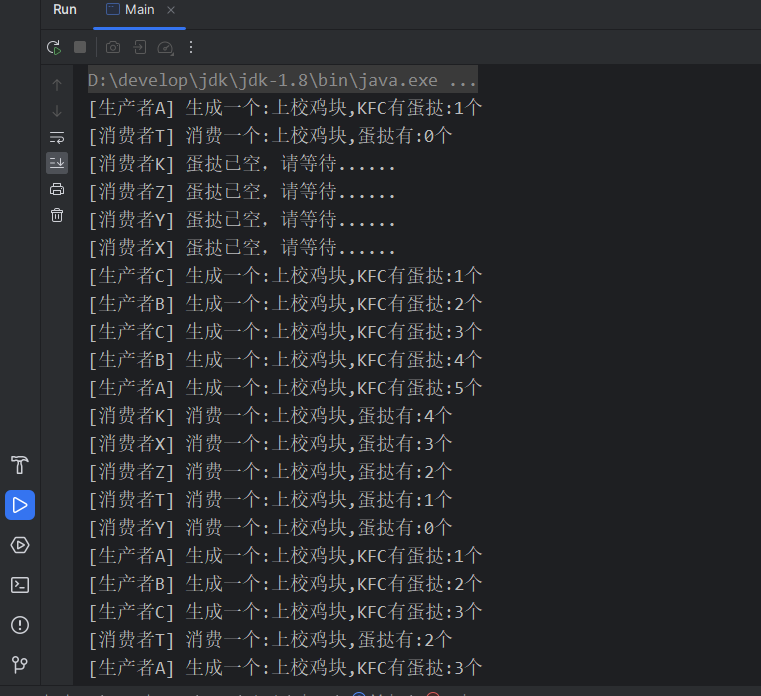 Run Main
D:\develop\jdk\jdk-1.8\bin\java.exe ...
[生产者A] 生成一个:上校鸡块,KFC有蛋挞:1个
[消费者T] 消费一个:上校鸡块,蛋挞有:0个
[消费者K] 蛋挞已空，请等待......
[消费者Z] 蛋挞已空，请等待......
[消费者Y] 蛋挞已空，请等待......
[消费者X] 蛋挞已空，请等待......
[生产者C] 生成一个:上校鸡块,KFC有蛋挞:1个
[生产者B] 生成一个:上校鸡块,KFC有蛋挞:2个
[生产者C] 生成一个:上校鸡块,KFC有蛋挞:3个
[生产者B] 生成一个:上校鸡块,KFC有蛋挞:4个
[生产者A] 生成一个:上校鸡块,KFC有蛋挞:5个
[消费者K] 消费一个:上校鸡块,蛋挞有:4个
[消费者X] 消费一个:上校鸡块,蛋挞有:3个
[消费者Z] 消费一个:上校鸡块,蛋挞有:2个
[消费者T] 消费一个:上校鸡块,蛋挞有:1个
[消费者Y] 消费一个:上校鸡块,蛋挞有:0个
[生产者A] 生成一个:上校鸡块,KFC有蛋挞:1个
[生产者B] 生成一个:上校鸡块,KFC有蛋挞:2个
[生产者C] 生成一个:上校鸡块,KFC有蛋挞:3个
[消费者T] 消费一个:上校鸡块,蛋挞有:2个
[生产者A] 生成一个:上校鸡块,KFC有蛋挞:3个